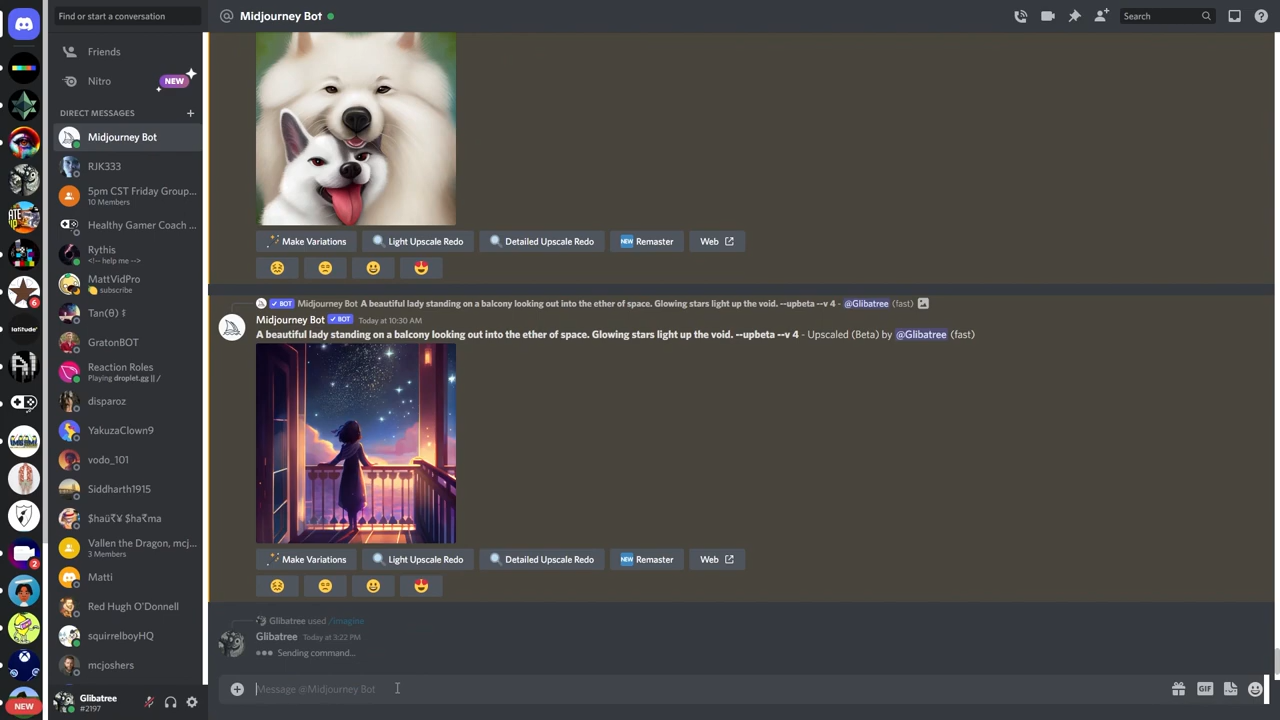 Find or start a conversation
Midjourney Bot
Search
Friends
Nitro
NEW
DIRECT MESSAGES
Midjourney Bot
RJK333
5pm CST Friday Group...
10 Members
Healthy Gamer Coach ...
Rythis
<!-- help me -->
MattVidPro
subscribe
GratonBOT
Reaction Roles
Playing droplet.gg || /
disparoz
YakuzaClown9
vodo_101
Siddharth1915
$haü₹¥ $ha₹ma
Vallen the Dragon, mcj...
3 Members
Matti
Red Hugh O'Donnell
squirrelboyHQ
mcjoshers
Glibatree
#2197
NEW
6
latitude*
2
Make Variations
Light Upscale Redo
Detailed Upscale Redo
NEW Remaster
Web
BOT Midjourney Bot A beautiful lady standing on a balcony looking out into the ether of space. Glowing stars light up the void. --upbeta --v 4 - @Glibatree (fast)
Midjourney Bot BOT Today at 10:30 AM
A beautiful lady standing on a balcony looking out into the ether of space. Glowing stars light up the void. --upbeta --v 4 - Upscaled (Beta) by @Glibatree (fast)
Make Variations
Light Upscale Redo
Detailed Upscale Redo
NEW Remaster
Web
Glibatree used /imagine
Glibatree Today at 3:22 PM
Sending command...
Message @Midjourney Bot
GIF